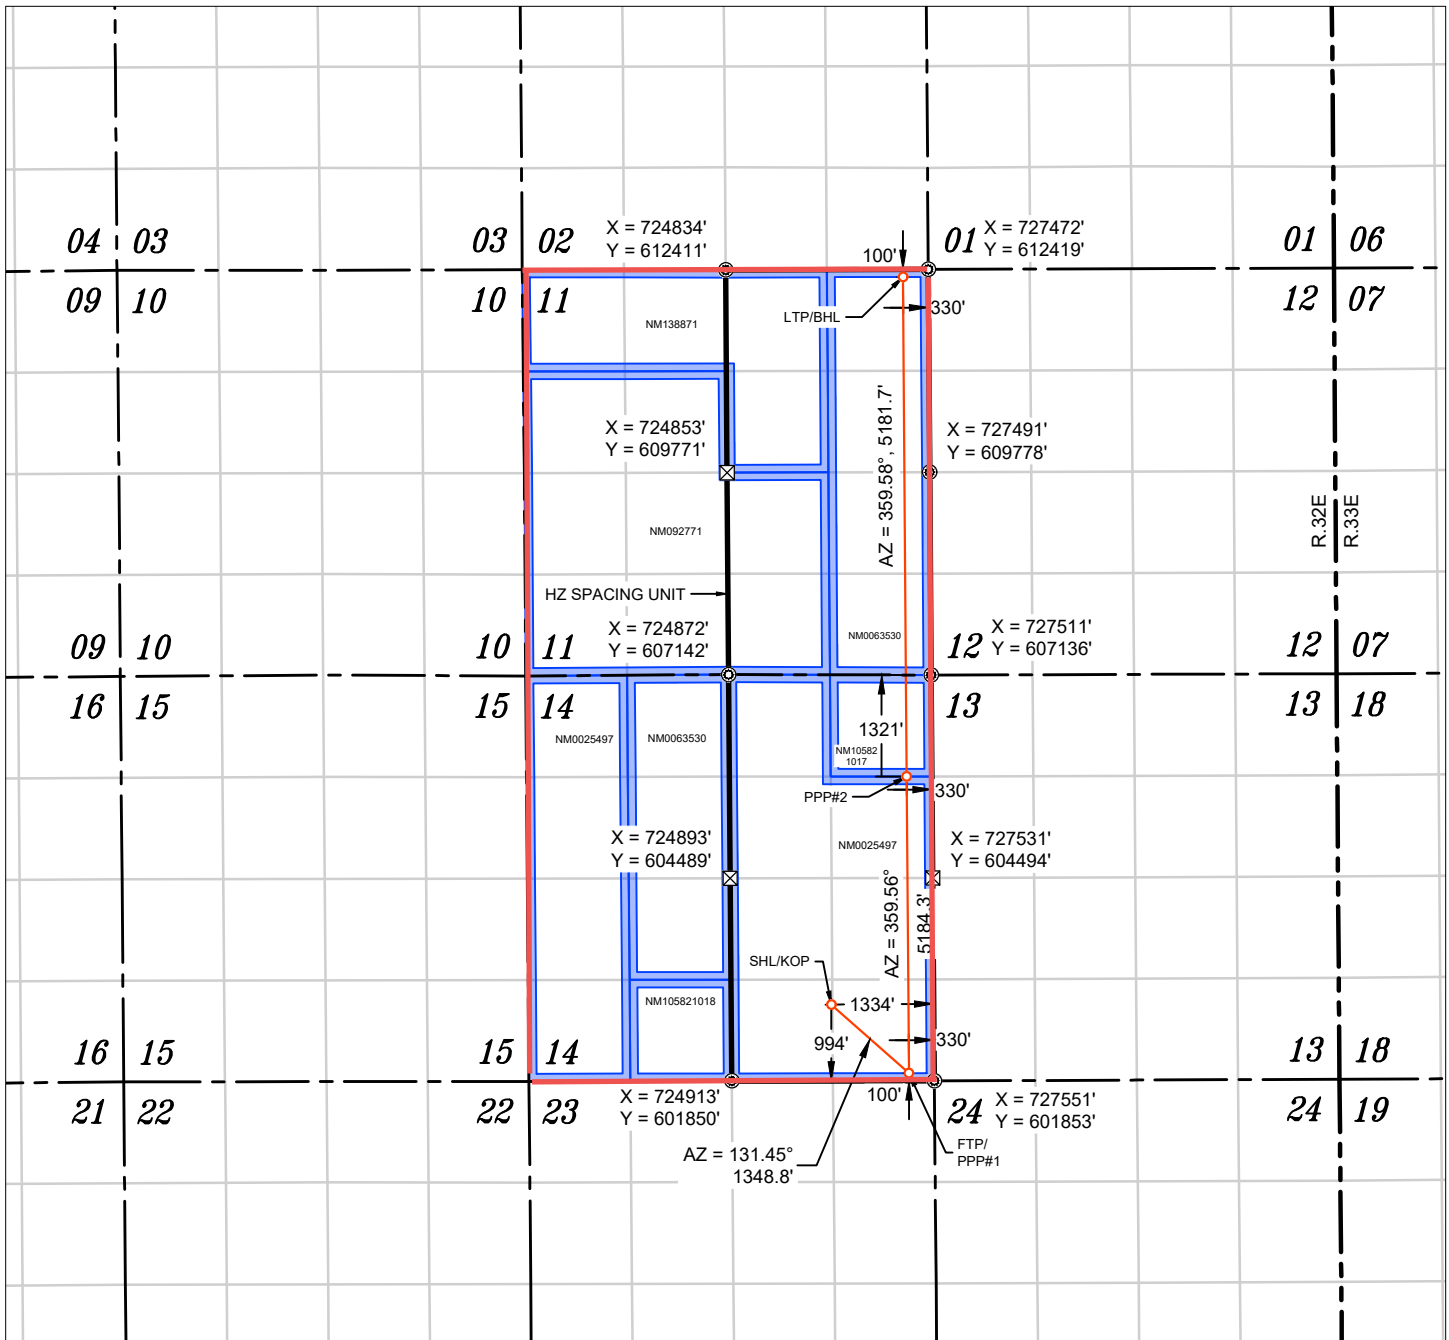 04 03
03 02
X = 724834'
Y = 612411'
100'
01
X = 727472'
Y = 612419'
01 06
09 10
10 11
12 07
NM138871
LTP/BHL
330'
AZ = 359.58°, 5181.7'
X = 724853'
Y = 609771'
X = 727491'
Y = 609778'
R.32E
R.33E
NM092771
HZ SPACING UNIT
X = 724872'
Y = 607142'
NM0063530
X = 727511'
Y = 607136'
09 10
10 11
12
12 07
16 15
15 14
13
13 18
NM0025497
NM0063530
1321'
NM10582
1017
PPP#2
330'
X = 724893'
Y = 604489'
NM0025497
X = 727531'
Y = 604494'
AZ = 359.56°
5184.3'
SHL/KOP
1334'
NM105821018
994'
330'
16 15
15 14
13 18
21 22
22 23
X = 724913'
Y = 601850'
100'
24
X = 727551'
Y = 601853'
24 19
AZ = 131.45°
1348.8'
FTP/
PPP#1